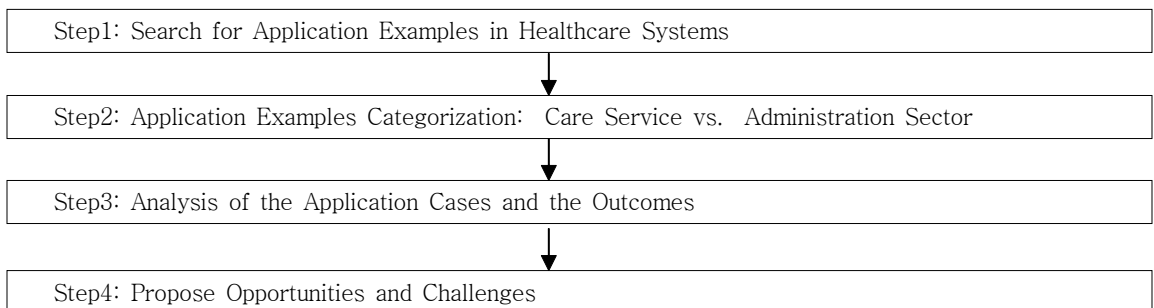 Step1: Search for Application Examples in Healthcare Systems
Step2: Application Examples Categorization: Care Service vs. Administration Sector
Step3: Analysis of the Application Cases and the Outcomes
Step4: Propose Opportunities and Challenges